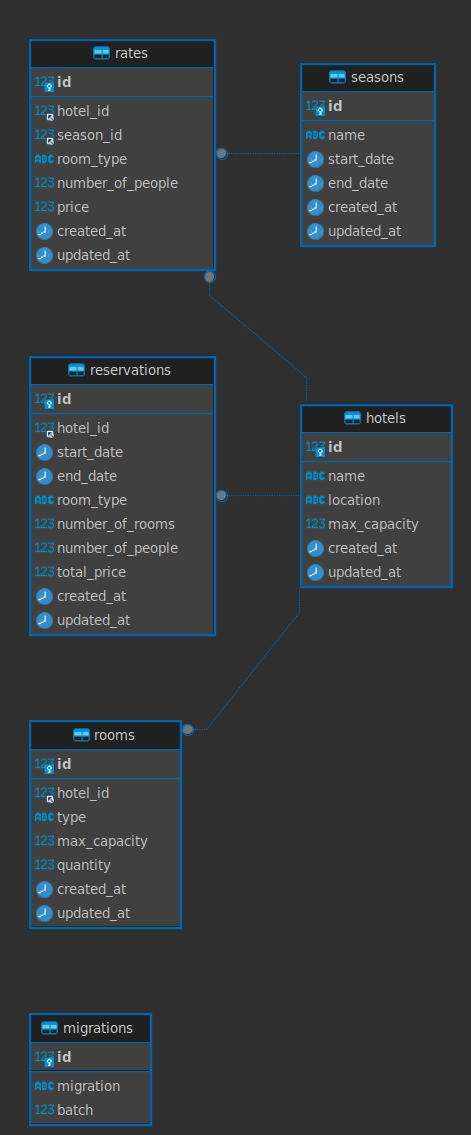 rates
123 id
123 hotel_id
123 season_id
ABC room_type
123 number_of_people
123 price
created_at
updated_at
seasons
123 id
ABC name
start_date
end_date
created_at
updated_at
reservations
123 id
123 hotel_id
start_date
end_date
ABC room_type
123 number_of_rooms
123 number_of_people
123 total_price
created_at
updated_at
hotels
123 id
ABC name
ABC location
123 max_capacity
created_at
updated_at
rooms
123 id
123 hotel_id
ABC type
123 max_capacity
123 quantity
created_at
updated_at
migrations
123 id
ABC migration
123 batch